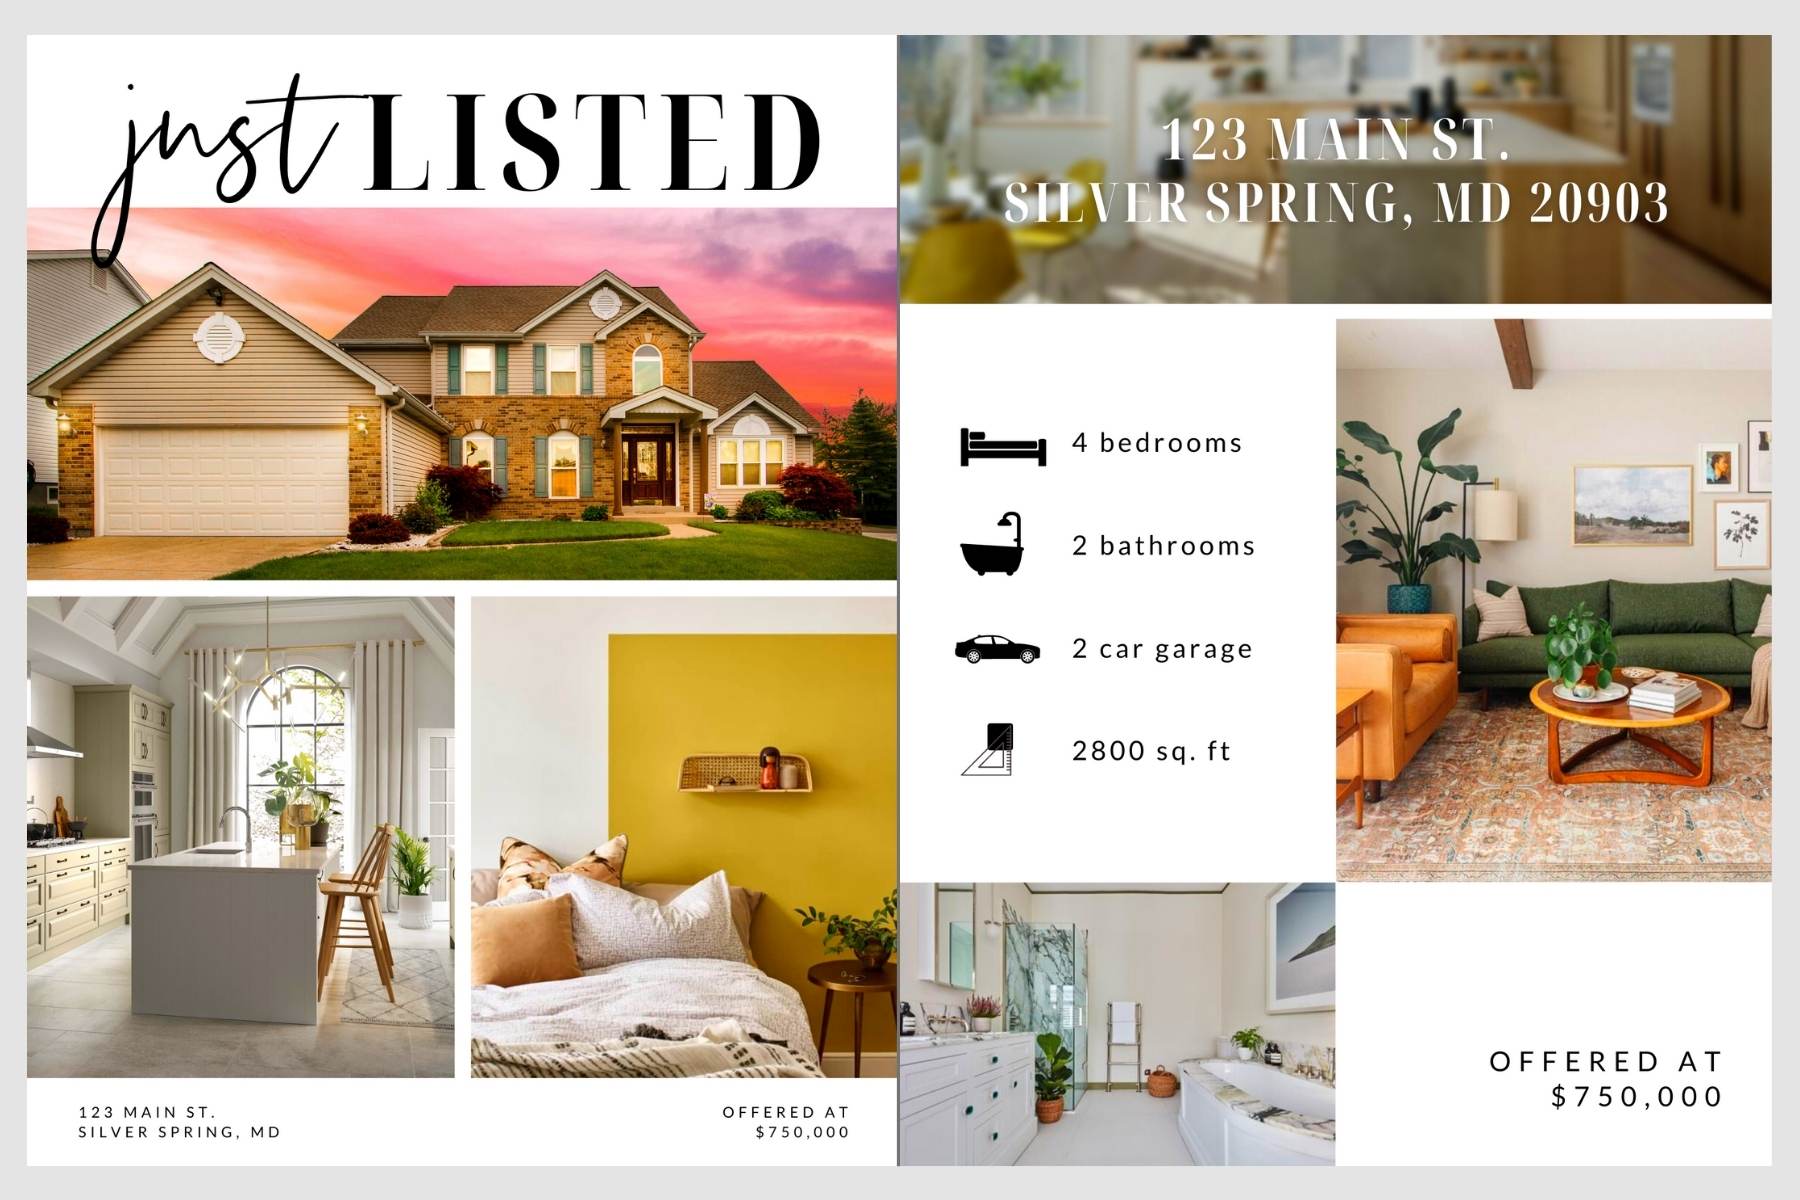 just LISTED
123 MAIN ST.
SILVER SPRING, MD
OFFERED AT
$750,000
123 MAIN ST.
SILVER SPRING, MD 20903
4 bedrooms
2 bathrooms
2 car garage
2800 sq. ft
OFFERED AT
$750,000